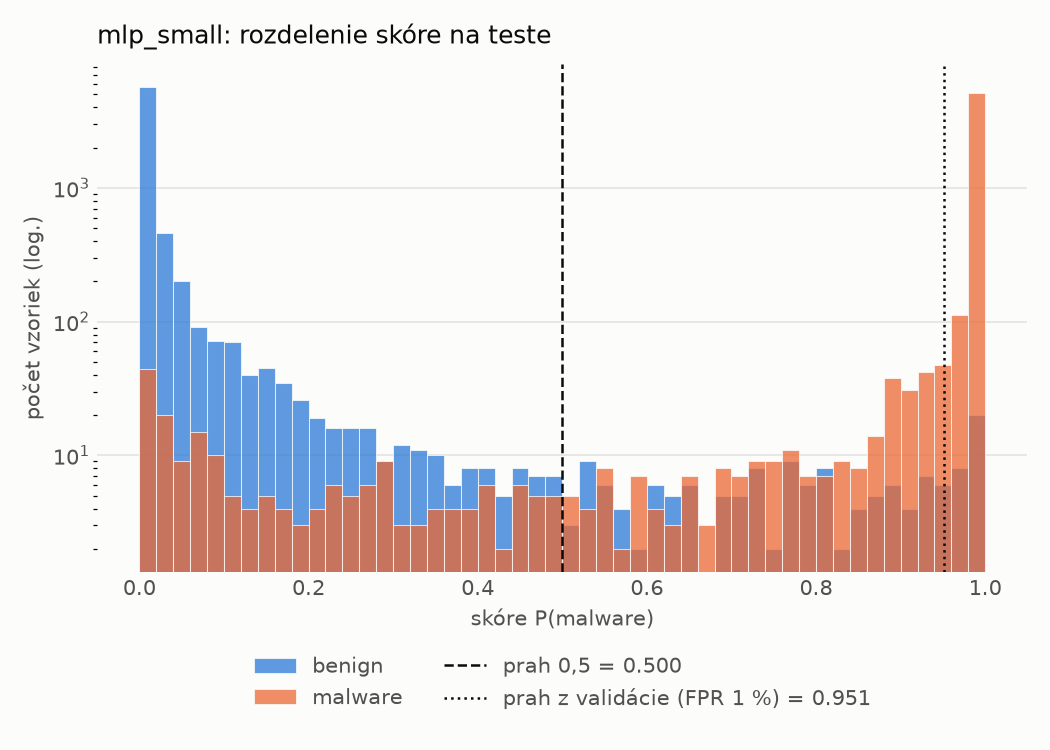 mlp_small: rozdelenie skóre na teste
počet vzoriek (log.)
10³
10²
10¹
0.0 0.2 0.4 0.6 0.8 1.0
skóre P(malware)
benign
malware
prah 0,5 = 0.500
prah z validácie (FPR 1 %) = 0.951